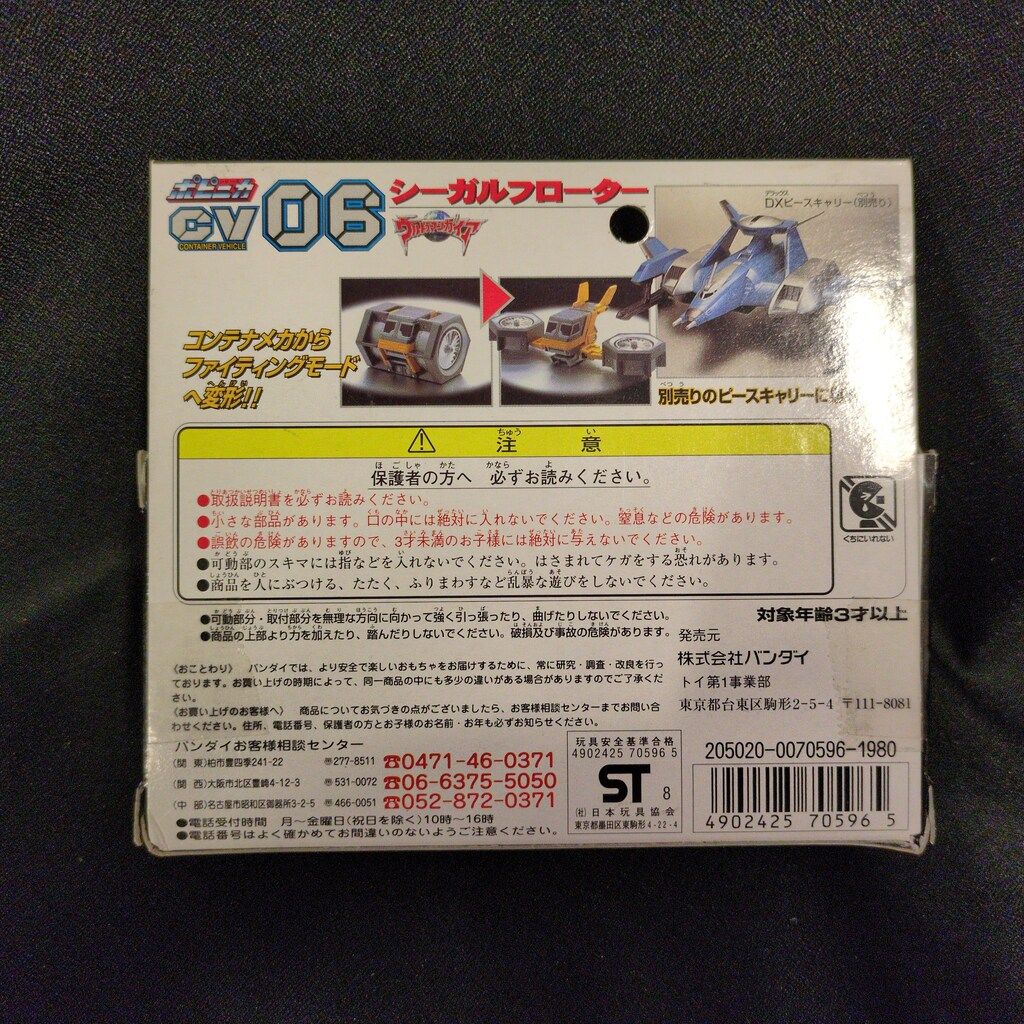 ポピニカ
CV
CONTAINER VEHICLE
06
シーガルフローター
ウルトラマンガイア
デラックス
DXピースキャリー(別売り)
コンテナメカから
ファイティングモード
へ変形!!
別売りのピースキャリーに
⚠ 注意
保護者の方へ 必ずお読みください。
●取扱説明書を必ずお読みください。
●小さな部品があります。口の中には絶対に入れないでください。窒息などの危険があります。
●誤飲の危険がありますので、3才未満のお子様には絶対に与えないでください。
●可動部のスキマには指などを入れないでください。はさまれてケガをする恐れがあります。
●商品を人にぶつける、たたく、ふりまわすなど乱暴な遊びをしないでください。
くちにいれない
●可動部分・取付部分を無理な方向に向かって強く引っ張ったり、曲げたりしないでください。
●商品の上部より力を加えたり、踏んだりしないでください。破損及び事故の危険があります。
対象年齢3才以上
発売元
株式会社バンダイ
トイ第1事業部
東京都台東区駒形2-5-4 〒111-8081
〈おことわり〉 バンダイでは、より安全で楽しいおもちゃをお届けするために、常に研究・調査・改良を行っ
ております。お買い上げの時期によって、同一商品の中にも多少の違いがある場合がありますのでご了承くだ
さい。
〈お買い上げのお客様へ〉 商品についてお気づきの点がございましたら、お客様相談センターまでお問い合
わせください。住所、電話番号、保護者の方とお子様のお名前・お年も必ずお知らせください。
バンダイお客様相談センター
(関 東)柏市豊四季241-22 〒277-8511 ☎0471-46-0371
(関 西)大阪市北区豊崎4-12-3 〒531-0072 ☎06-6375-5050
(中 部)名古屋市昭和区御器所3-2-5 〒466-0051 ☎052-872-0371
●電話受付時間 月〜金曜日(祝日を除く)10時〜16時
●電話番号はよく確かめてお間違いのないようご注意ください。
玩具安全基準合格
4902425 70596 5
ST 8
(社)日本玩具協会
東京都墨田区東駒形4-22-4
205020-0070596-1980
4902425 70596 5